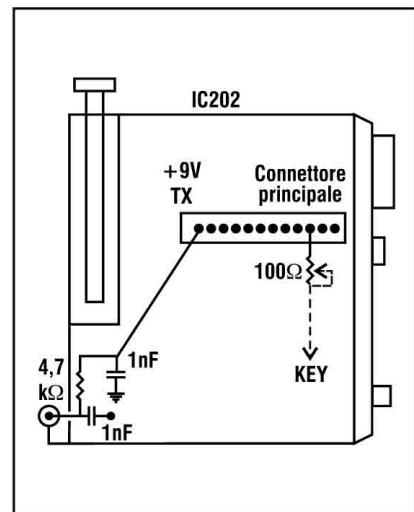 IC202
+9V
TX
Connettore
principale
100Ω
KEY
4,7
kΩ
1nF
1nF